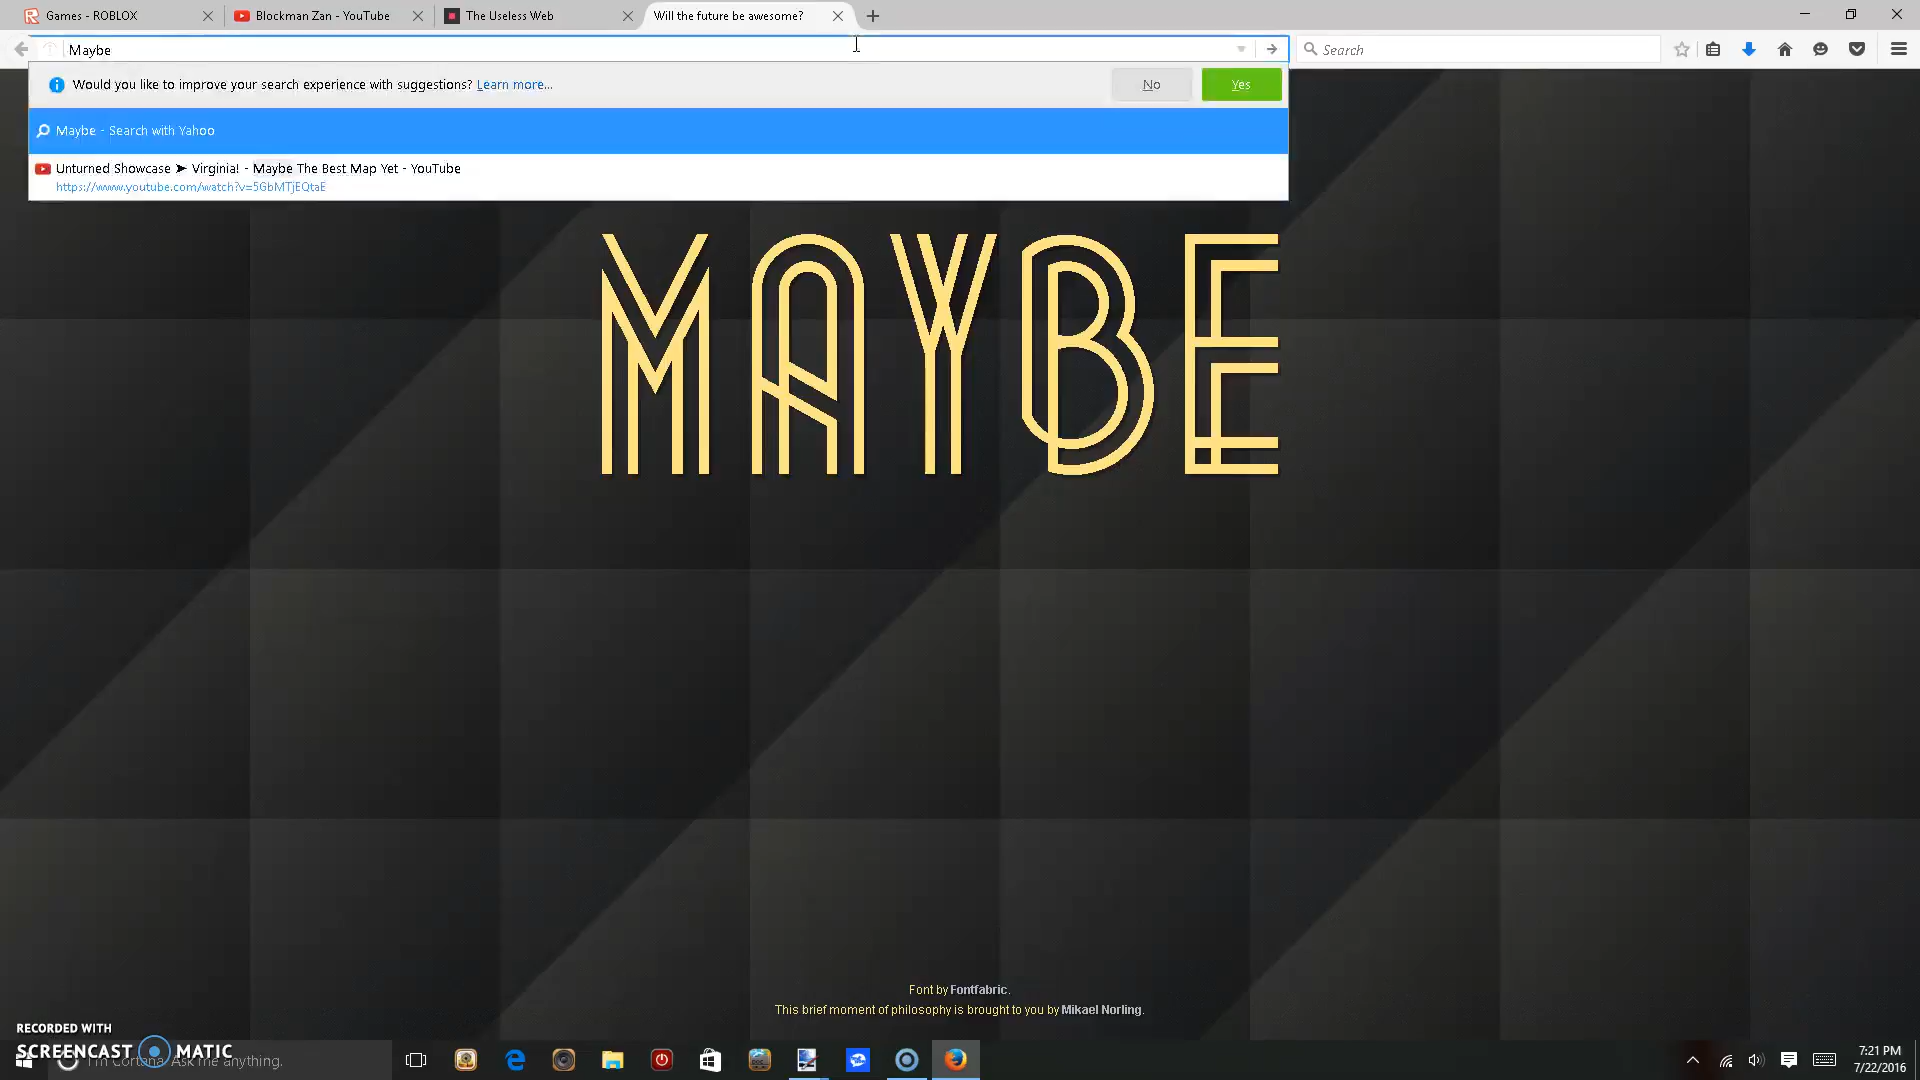 Games - ROBLOX
Blockman Zan - YouTube
The Useless Web
Will the future be awesome?
Maybe
Search
Would you like to improve your search experience with suggestions? Learn more...
No
Yes
Maybe - Search with Yahoo
Unturned Showcase ➤ Virginia! - Maybe The Best Map Yet - YouTube
https://www.youtube.com/watch?v=5GbMTjEQtaE
MAYBE
Font by Fontfabric.
This brief moment of philosophy is brought to you by Mikael Norling.
RECORDED WITH
SCREENCAST MATIC
I'm Cortana. Ask me anything.
7:21 PM
7/22/2016